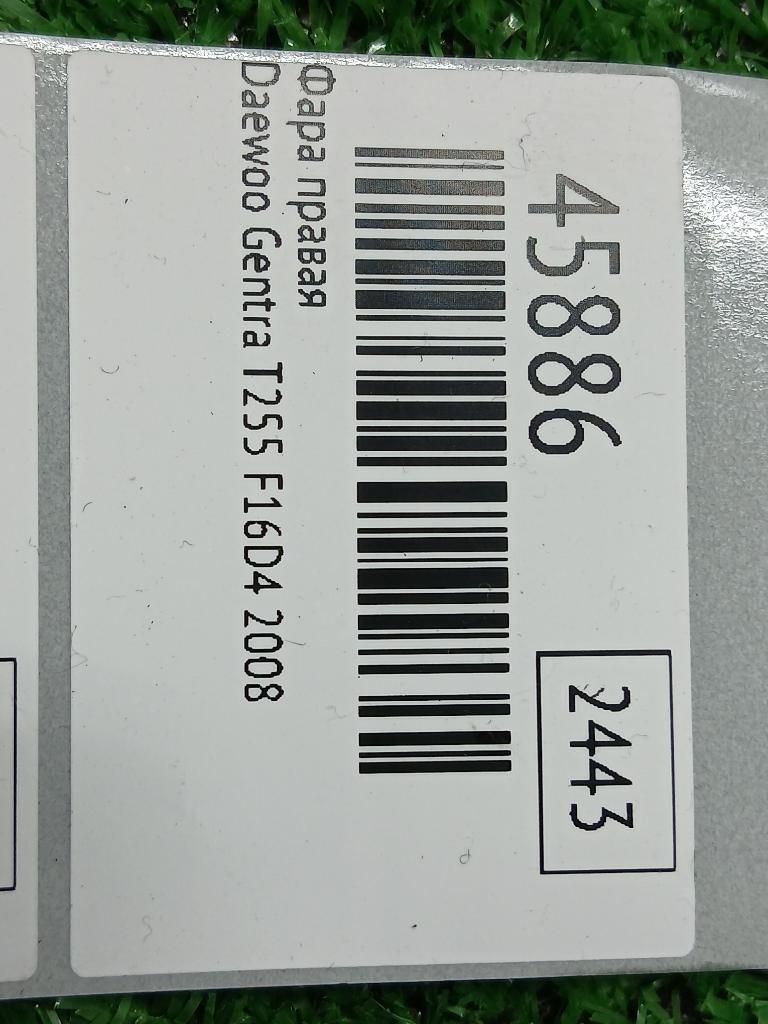 45886
2443
Фара правая
Daewoo Gentra T255 F16D4 2008